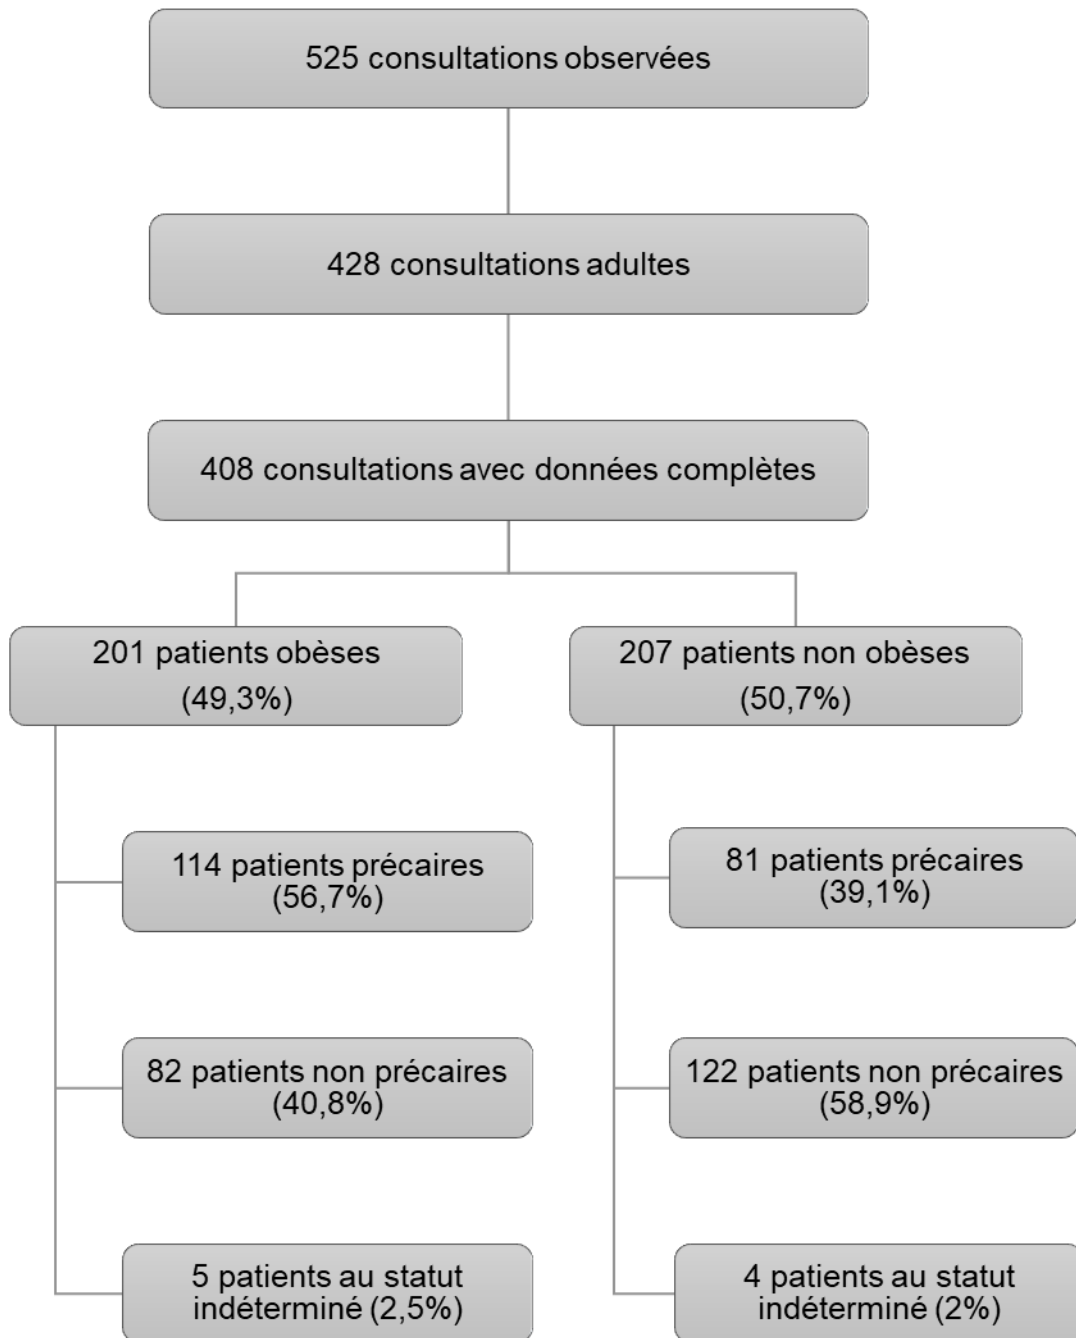 525 consultations observées
428 consultations adultes
408 consultations avec données complètes
201 patients obèses
(49,3%)
207 patients non obèses
(50,7%)
114 patients précaires
(56,7%)
81 patients précaires
(39,1%)
82 patients non précaires
(40,8%)
122 patients non précaires
(58,9%)
5 patients au statut
indéterminé (2,5%)
4 patients au statut
indéterminé (2%)